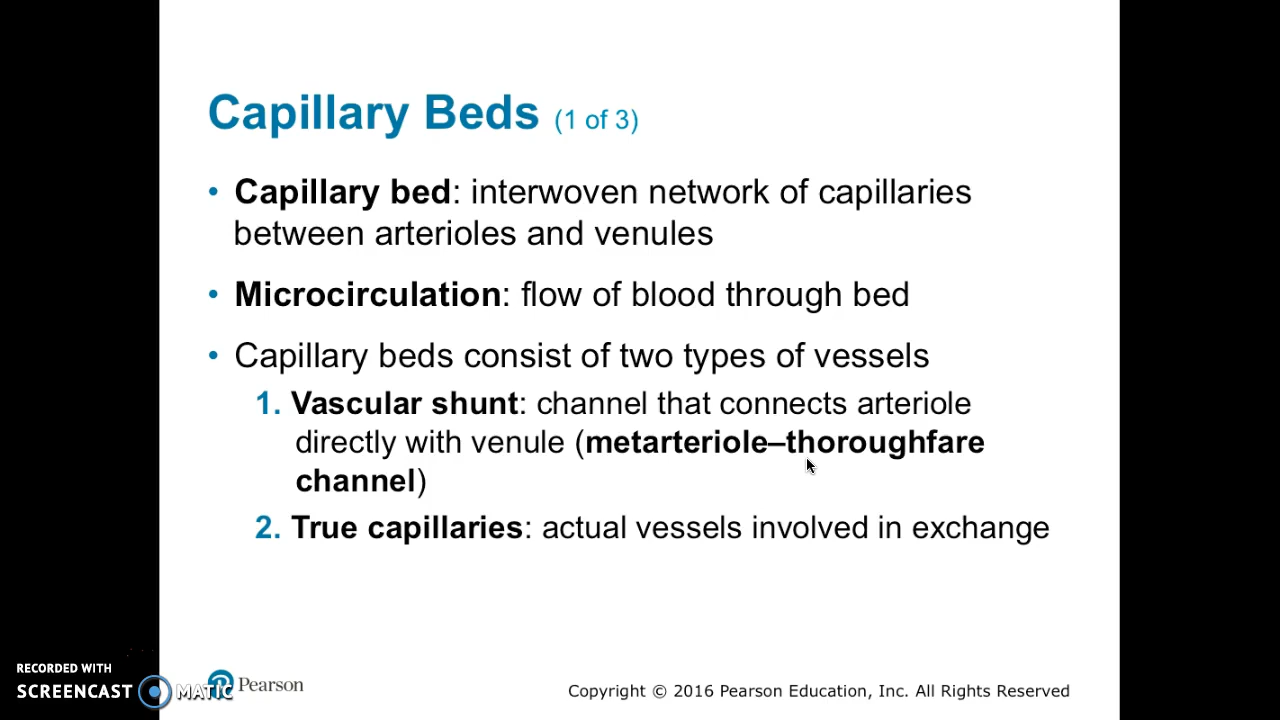 Capillary Beds (1 of 3)
• Capillary bed: interwoven network of capillaries
between arterioles and venules
• Microcirculation: flow of blood through bed
• Capillary beds consist of two types of vessels
1. Vascular shunt: channel that connects arteriole
directly with venule (metarteriole–thoroughfare
channel)
2. True capillaries: actual vessels involved in exchange
RECORDED WITH
SCREENCAST MATIC
Pearson
Copyright © 2016 Pearson Education, Inc. All Rights Reserved